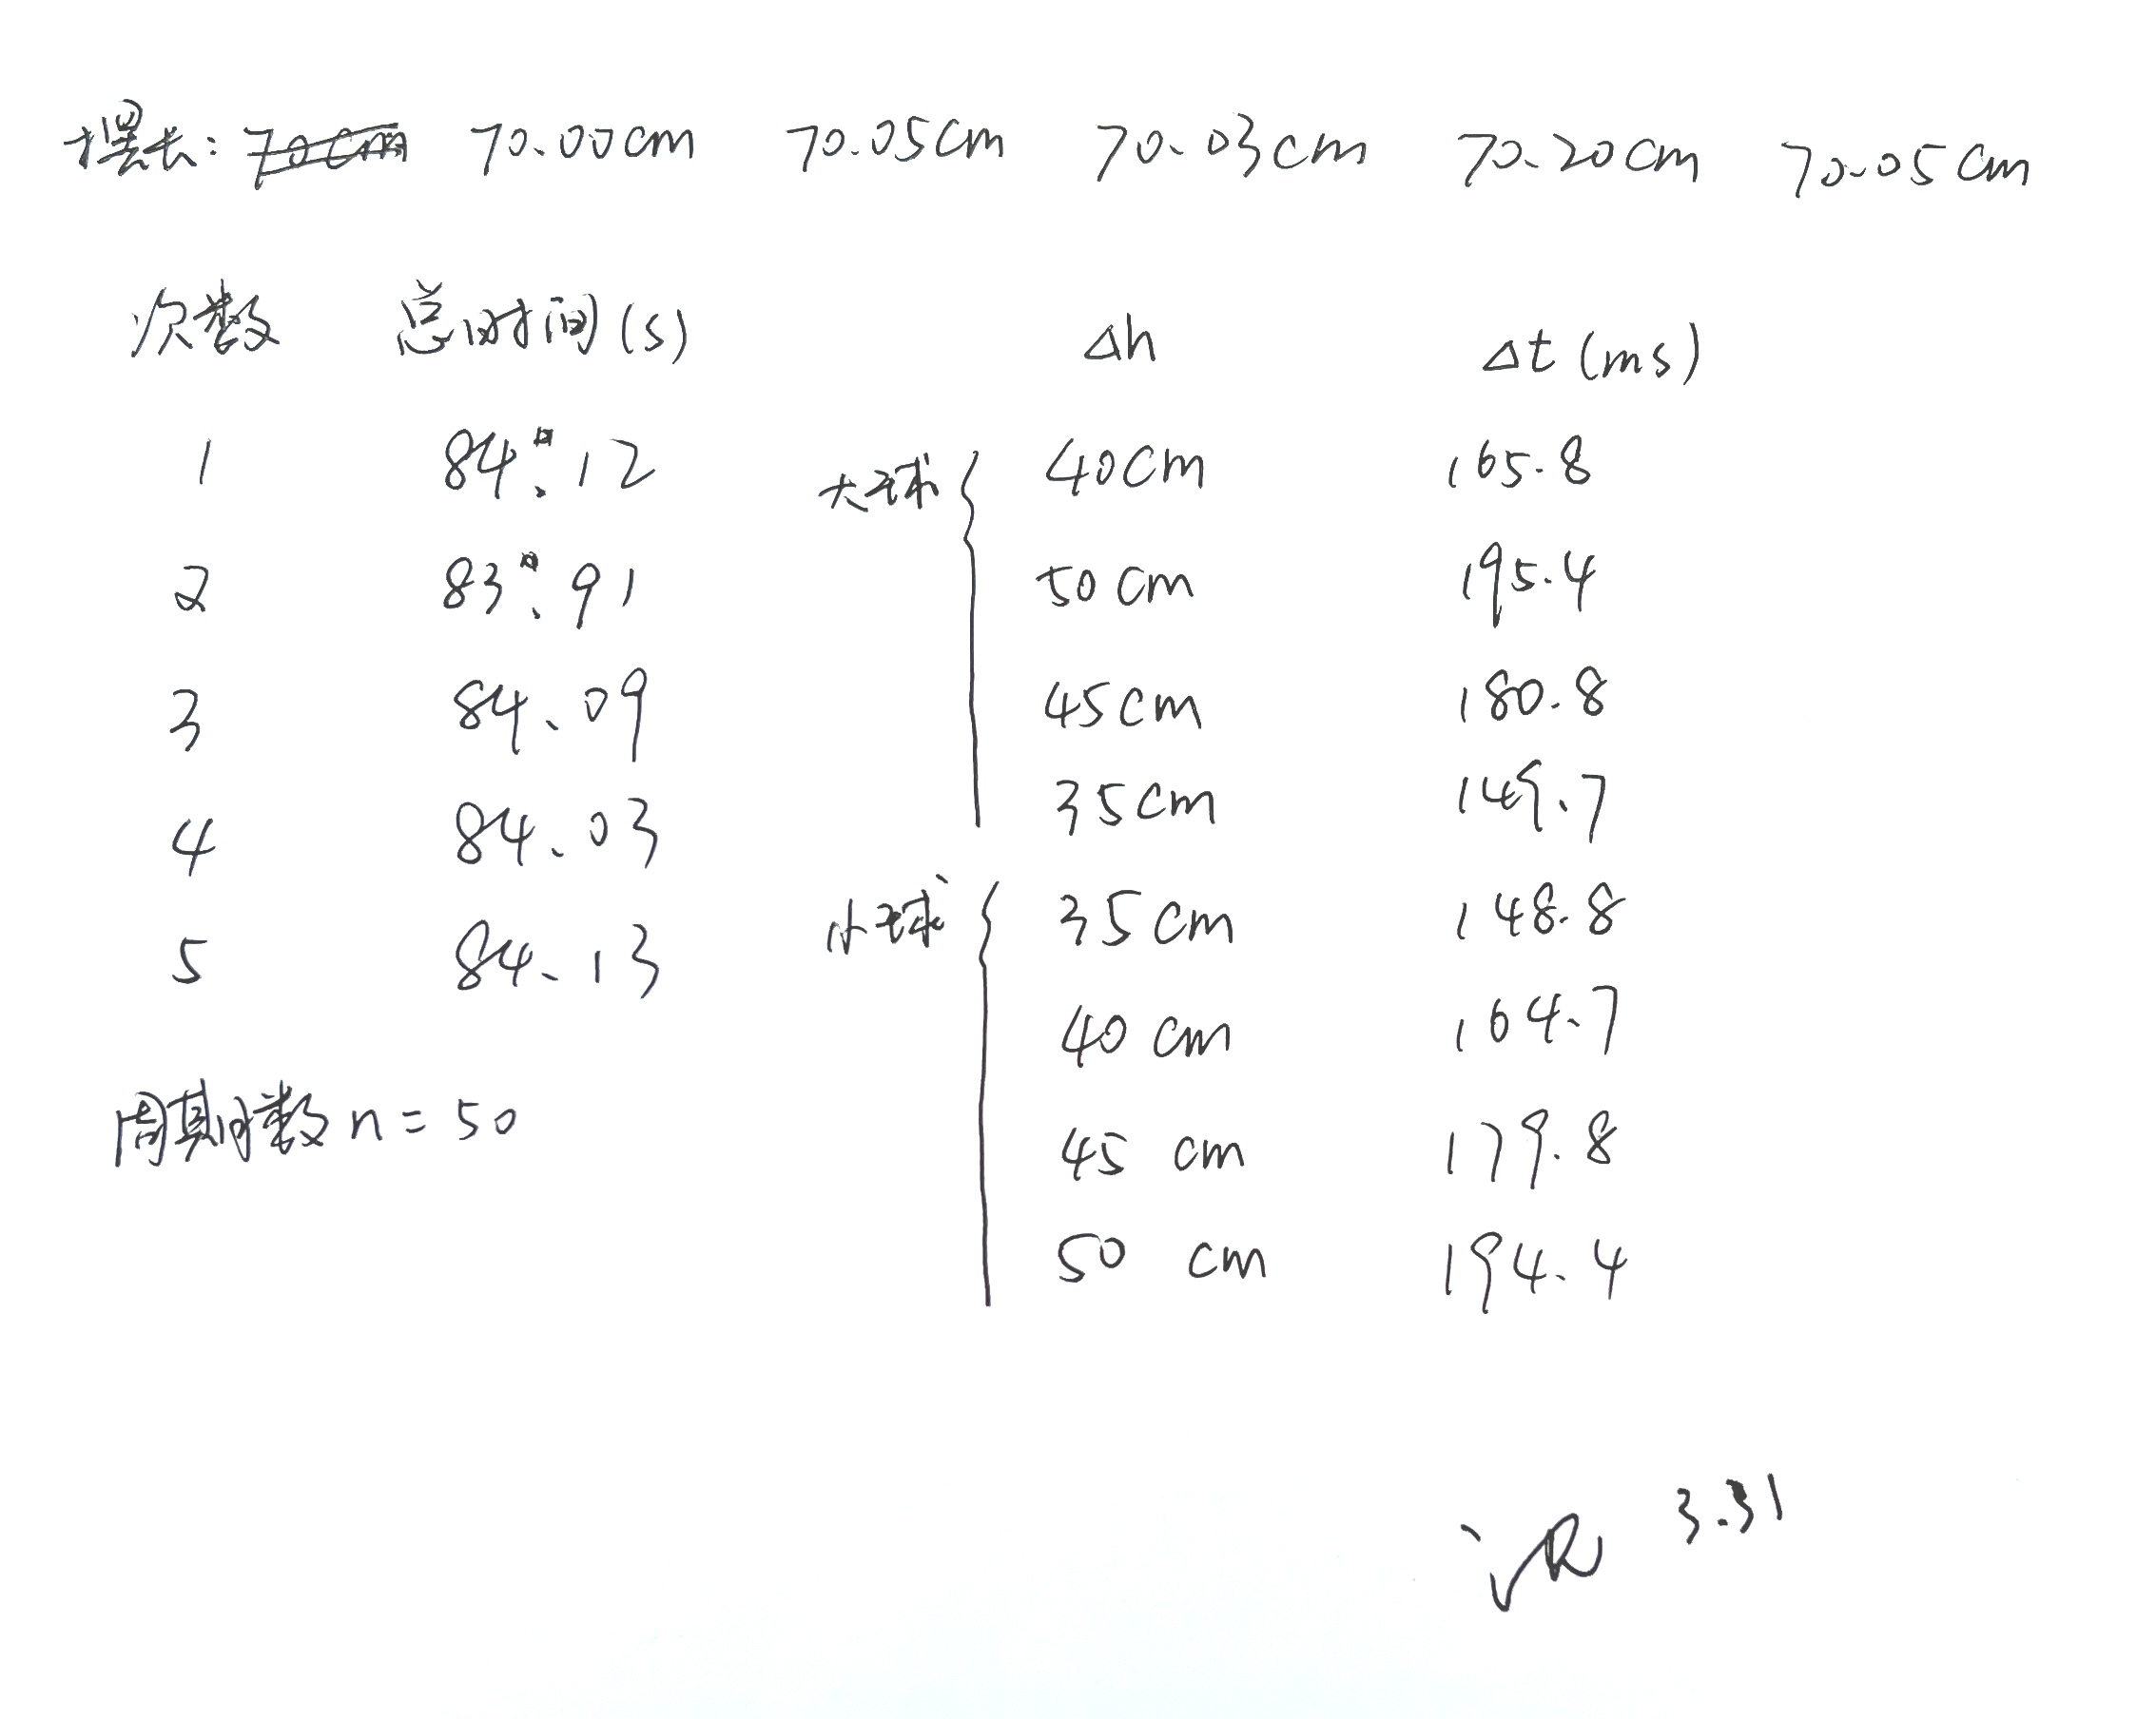 摆长: 70cm 70.00cm 70.05cm 70.03cm 70.20cm 70.05cm
次数 总时间(s) Δh Δt(ms)
1 84.12 大球 40cm 165.8
2 83.91 50cm 195.4
3 84.09 45cm 180.8
4 84.03 35cm 149.7
5 84.13 小球 35cm 148.8
40cm 164.7
周期数 n=50 45cm 179.8
50cm 194.4
3.31